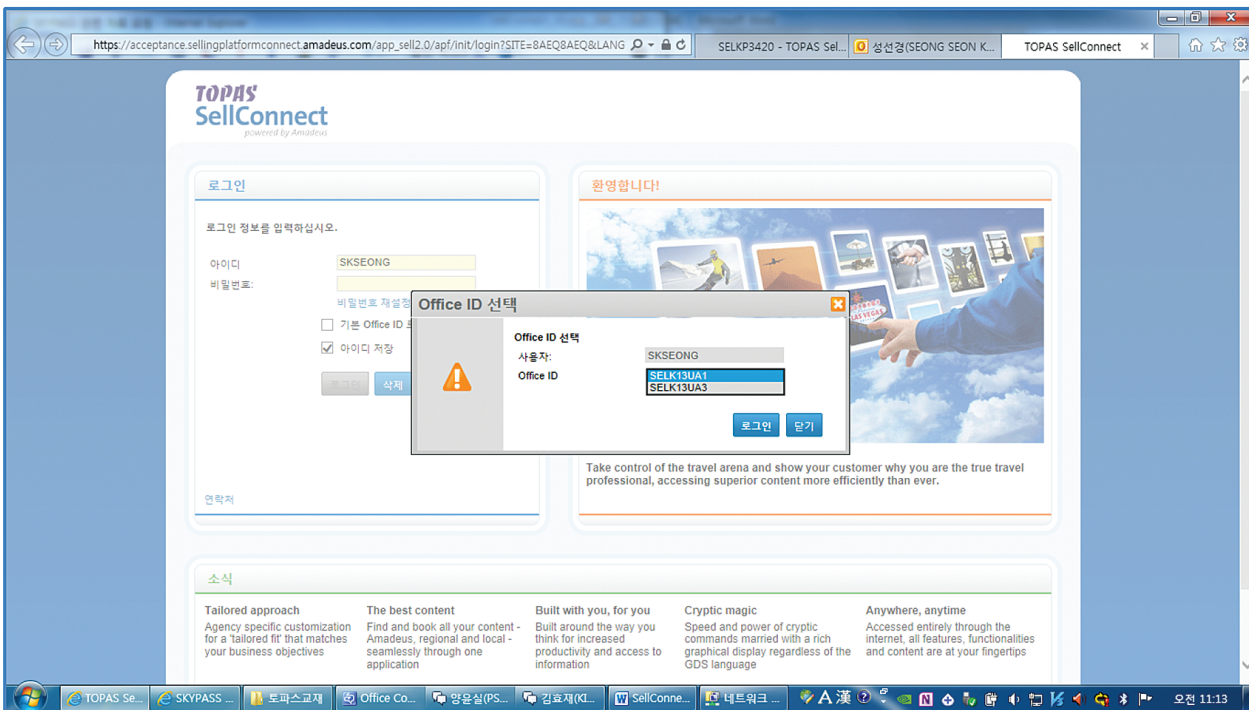 https://acceptance.sellingplatformconnect.amadeus.com/app_sell2.0/apf/init/login?SITE=8AEQ8AEQ&LANG
SELKP3420 - TOPAS Sel...
성선경(SEONG SEON K...
TOPAS SellConnect
TOPAS
SellConnect
powered by Amadeus
로그인
환영합니다!
로그인 정보를 입력하십시오.
아이디
SKSEONG
비밀번호:
비밀번호 재설정
기본 Office ID
아이디 저장
로그인
삭제
LAS VEGAS
Office ID 선택
Office ID 선택
사용자:
SKSEONG
Office ID
SELK13UA1
SELK13UA3
로그인
닫기
Take control of the travel arena and show your customer why you are the true travel
professional, accessing superior content more efficiently than ever.
연락처
소식
Tailored approach
Agency specific customization
for a 'tailored fit' that matches
your business objectives
The best content
Find and book all your content -
Amadeus, regional and local -
seamlessly through one
application
Built with you, for you
Built around the way you
think for increased
productivity and access to
information
Cryptic magic
Speed and power of cryptic
commands married with a rich
graphical display regardless of the
GDS language
Anywhere, anytime
Accessed entirely through the
internet, all features, functionalities
and content are at your fingertips
TOPAS Se...
SKYPASS ...
토파스교재
Office Co...
양윤실(PS...
김효재(KL...
SellConne...
네트워크 ...
A 漢
오전 11:13